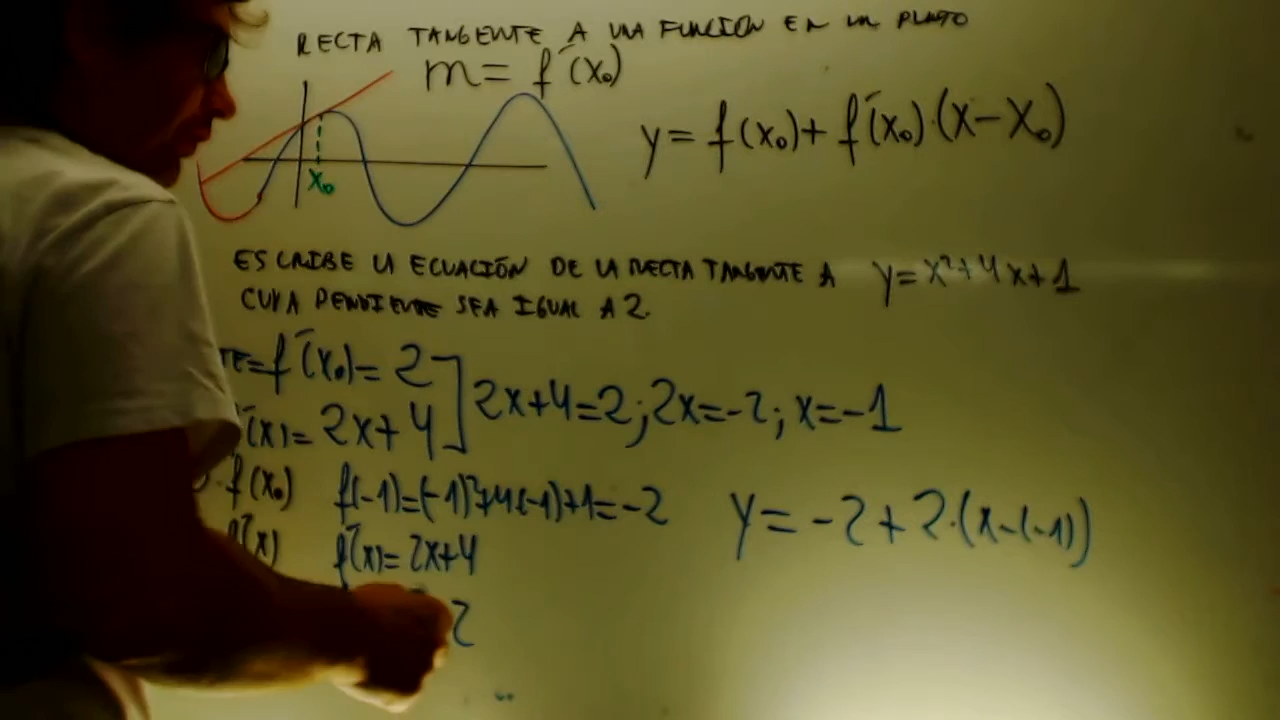 RECTA TANGENTE A UNA FUNCIÓN EN UN PUNTO
m = f´(x₀)
y = f(x₀) + f´(x₀)·(x-x₀)
x₀
ESCRIBE LA ECUACIÓN DE LA RECTA TANGENTE A y=x²+4x+1
CUYA PENDIENTE SEA IGUAL A 2.
TE=f´(x₀)=2
´(x)=2x+4] 2x+4=2; 2x=-2; x=-1
f(x₀) f(-1)=(-1)²+4(-1)+1=-2
y=-2+2·(x-(-1))
f´(x) f´(x)=2x+4
2